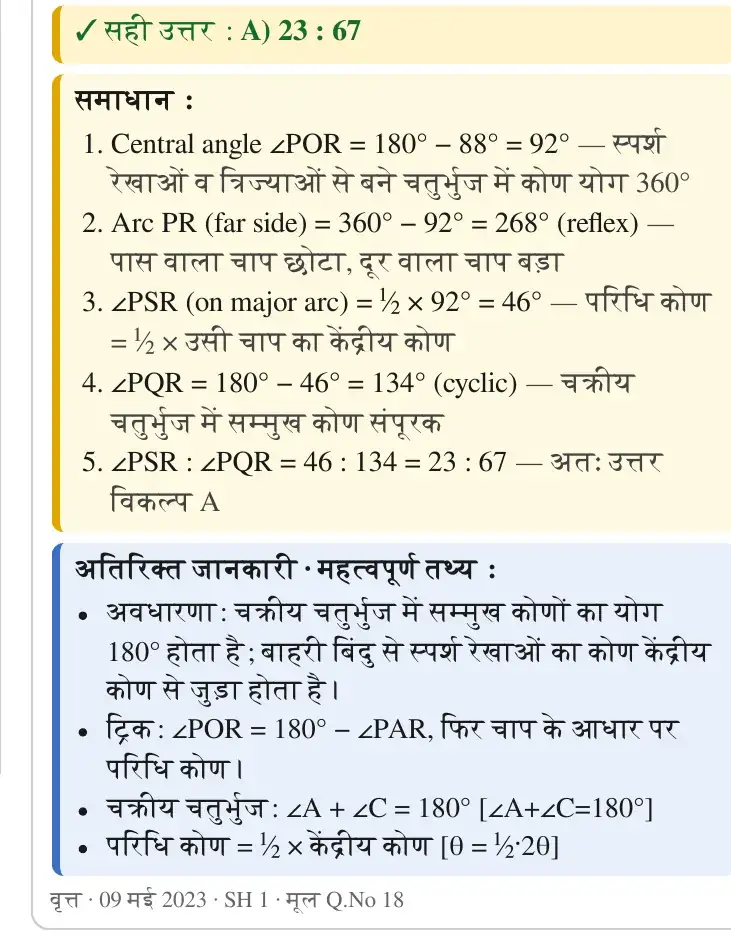 ✓ सही उत्तर : A) 23 : 67
समाधान :
1. Central angle ∠POR = 180° − 88° = 92° — स्पर्श
रेखाओं व त्रिज्याओं से बने चतुर्भुज में कोण योग 360°
2. Arc PR (far side) = 360° − 92° = 268° (reflex) —
पास वाला चाप छोटा, दूर वाला चाप बड़ा
3. ∠PSR (on major arc) = ½ × 92° = 46° — परिधि कोण
= ½ × उसी चाप का केंद्रीय कोण
4. ∠PQR = 180° − 46° = 134° (cyclic) — चक्रीय
चतुर्भुज में सम्मुख कोण संपूरक
5. ∠PSR : ∠PQR = 46 : 134 = 23 : 67 — अतः उत्तर
विकल्प A
अतिरिक्त जानकारी · महत्वपूर्ण तथ्य :
• अवधारणा : चक्रीय चतुर्भुज में सम्मुख कोणों का योग
180° होता है ; बाहरी बिंदु से स्पर्श रेखाओं का कोण केंद्रीय
कोण से जुड़ा होता है।
• ट्रिक : ∠POR = 180° − ∠PAR, फिर चाप के आधार पर
परिधि कोण।
• चक्रीय चतुर्भुज : ∠A + ∠C = 180° [∠A+∠C=180°]
• परिधि कोण = ½ × केंद्रीय कोण [θ = ½·2θ]
वृत्त · 09 मई 2023 · SH 1 · मूल Q.No 18